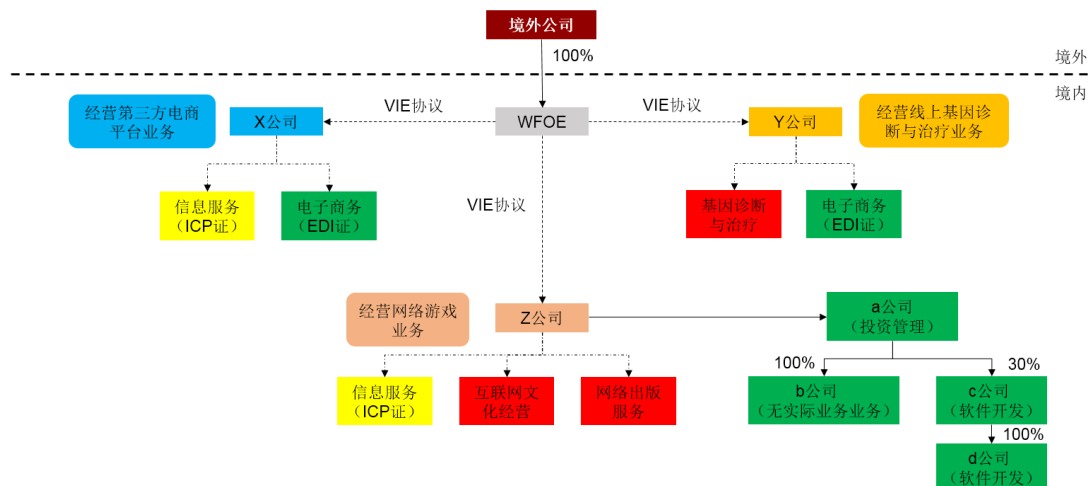 境外公司
100%
境外
境内
经营第三方电商
平台业务
X公司
VIE协议
WFOE
VIE协议
Y公司
经营线上基因诊
断与治疗业务
信息服务
（ICP证）
电子商务
（EDI证）
VIE协议
基因诊断
与治疗
电子商务
（EDI证）
经营网络游戏
业务
Z公司
a公司
（投资管理）
100%
30%
信息服务
（ICP证）
互联网文
化经营
网络出版
服务
b公司
（无实际业务业务）
c公司
（软件开发）
100%
d公司
（软件开发）